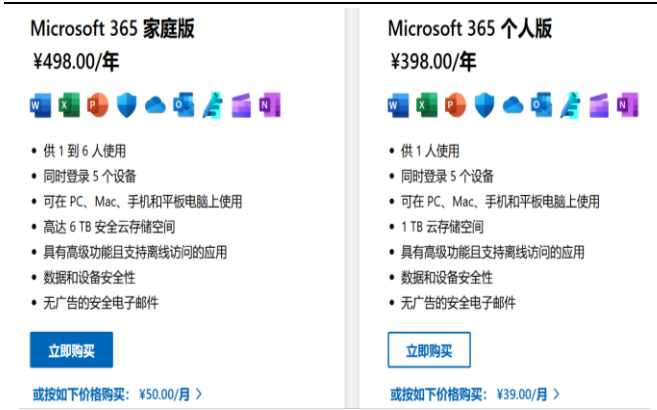 Microsoft 365 家庭版
¥498.00/年
• 供 1 到 6 人使用
• 同时登录 5 个设备
• 可在 PC、Mac、手机和平板电脑上使用
• 高达 6 TB 安全云存储空间
• 具有高级功能且支持离线访问的应用
• 数据和设备安全性
• 无广告的安全电子邮件
立即购买
或按如下价格购买： ¥50.00/月 >
Microsoft 365 个人版
¥398.00/年
• 供 1 人使用
• 同时登录 5 个设备
• 可在 PC、Mac、手机和平板电脑上使用
• 1 TB 云存储空间
• 具有高级功能且支持离线访问的应用
• 数据和设备安全性
• 无广告的安全电子邮件
立即购买
或按如下价格购买： ¥39.00/月 >